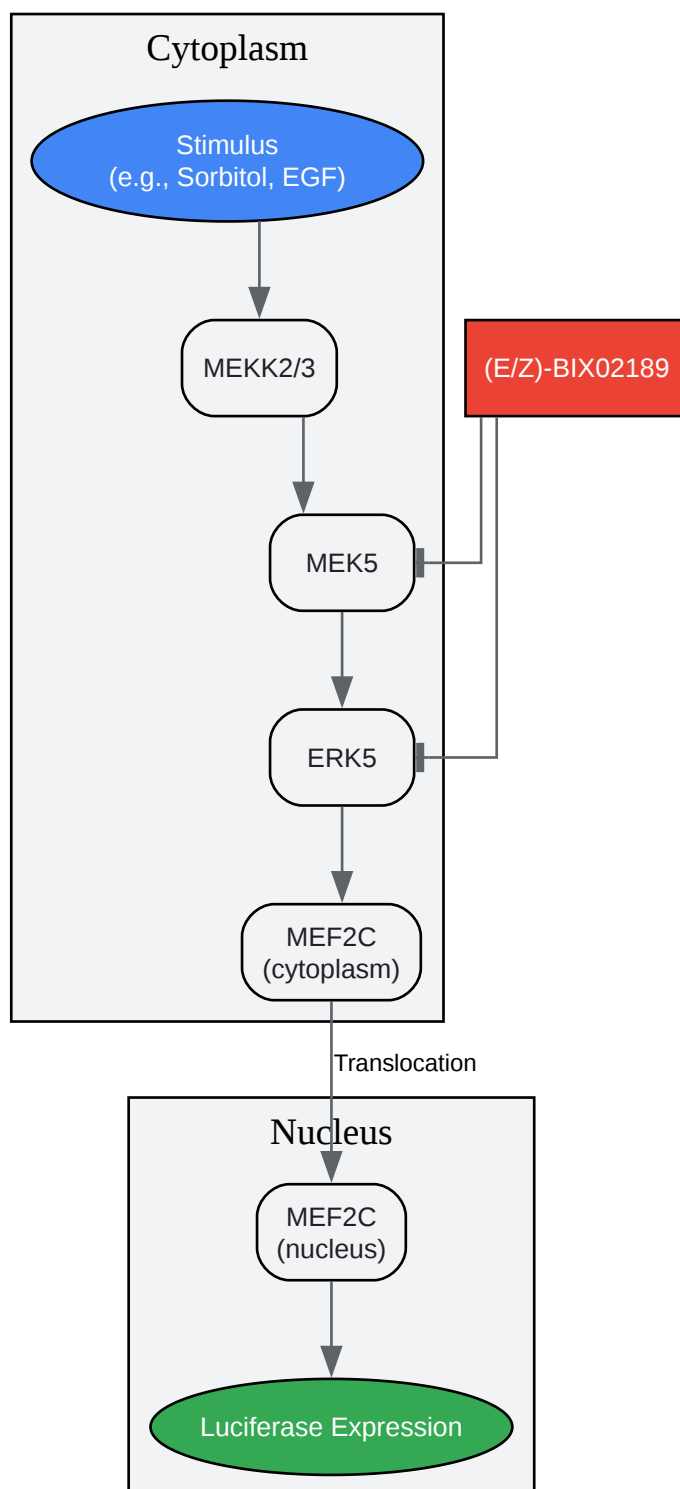 Cytoplasm
Stimulus
(e.g., Sorbitol, EGF)
MEKK2/3
(E/Z)-BIX02189
MEK5
ERK5
MEF2C
(cytoplasm)
Translocation
Nucleus
MEF2C
(nucleus)
Luciferase Expression